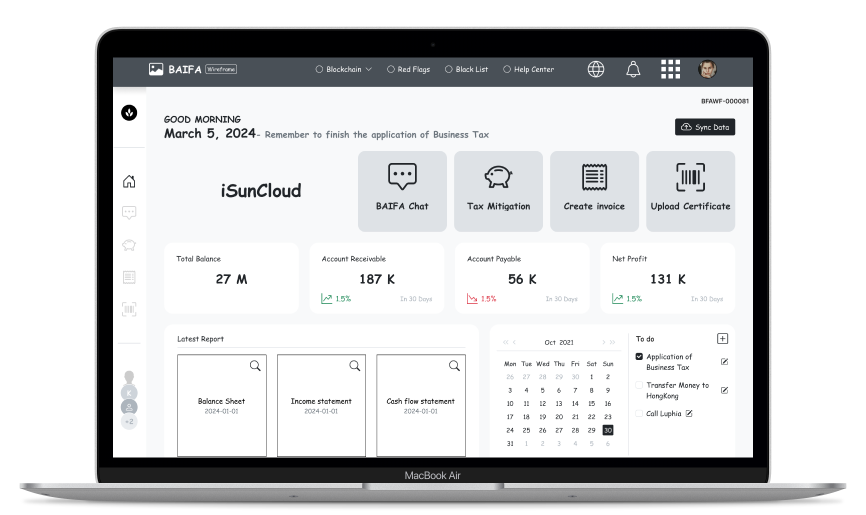 BAIFA Wireframe
Blockchain
Red Flags
Black List
Help Center
BFAWF-000081
GOOD MORNING
March 5, 2024- Remember to finish the application of Business Tax
Sync Data
iSunCloud
BAIFA Chat
Tax Mitigation
Create invoice
Upload Certificate
Total Balance
27 M
Account Receivable
187 K
1.5%
In 30 Days
Account Payable
56 K
1.5%
In 30 Days
Net Profit
131 K
1.5%
In 30 Days
K
+2
Latest Report
Balance Sheet
2024-01-01
Income statement
2024-01-01
Cash flow statement
2024-01-01
Oct 2021
Mon Tue Wed Thu Fri Sat Sun
26 27 28 29 30 1 2
3 4 5 6 7 8 9
10 11 12 13 14 15 16
17 18 19 20 21 22 23
24 25 26 27 28 29 30
31 1 2 3 4 5 6
To do
Application of
Business Tax
Transfer Money to
HongKong
Call Luphia
MacBook Air